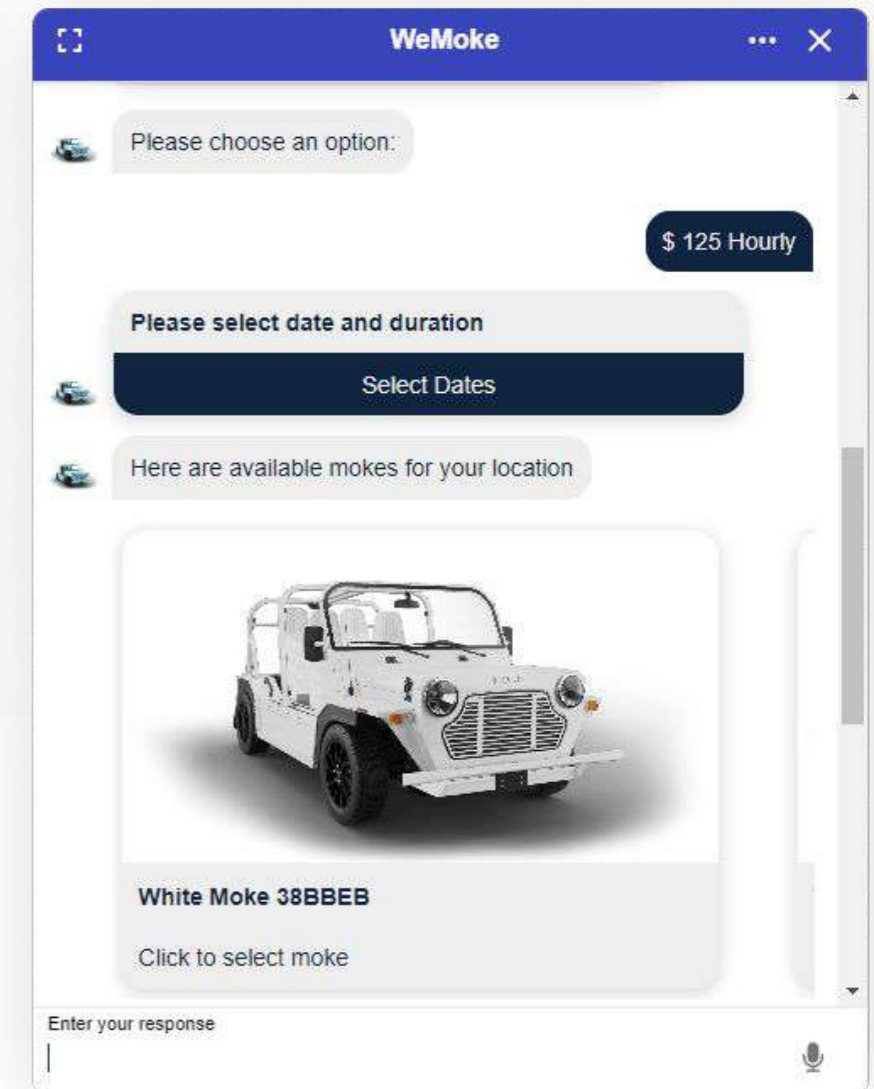 WeMoke
Please choose an option:
$ 125 Hourly
Please select date and duration
Select Dates
Here are available mokes for your location
White Moke 38BBEB
Click to select moke
Enter your response